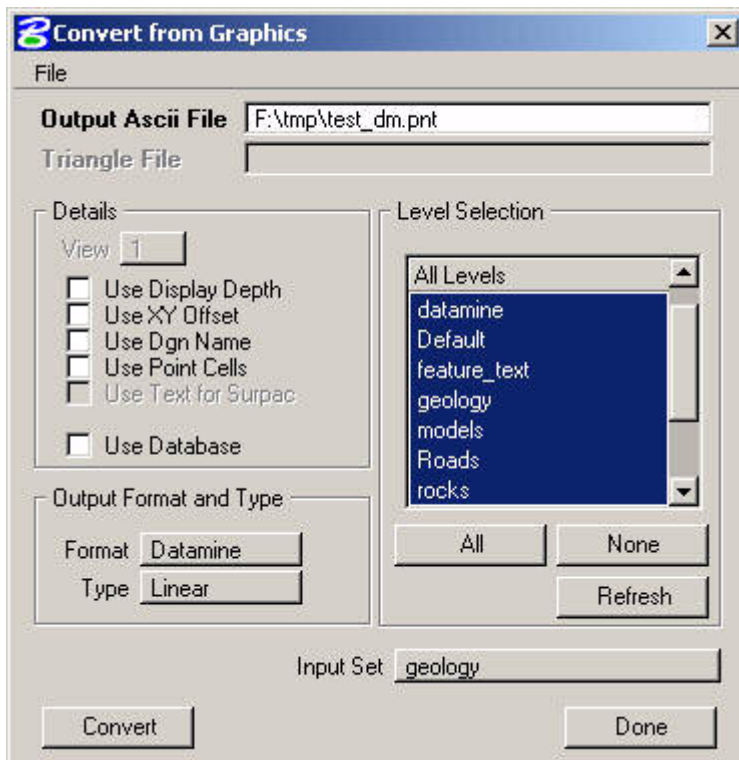 Convert from Graphics
File
Output Ascii File F:\tmp\test_dm.pnt
Triangle File
Details
View 1
Use Display Depth
Use XY Offset
Use Dgn Name
Use Point Cells
Use Text for Surpac
Use Database
Level Selection
All Levels
datamine
Default
feature_text
geology
models
Roads
rocks
All None
Refresh
Output Format and Type
Format Datamine
Type Linear
Input Set geology
Convert Done